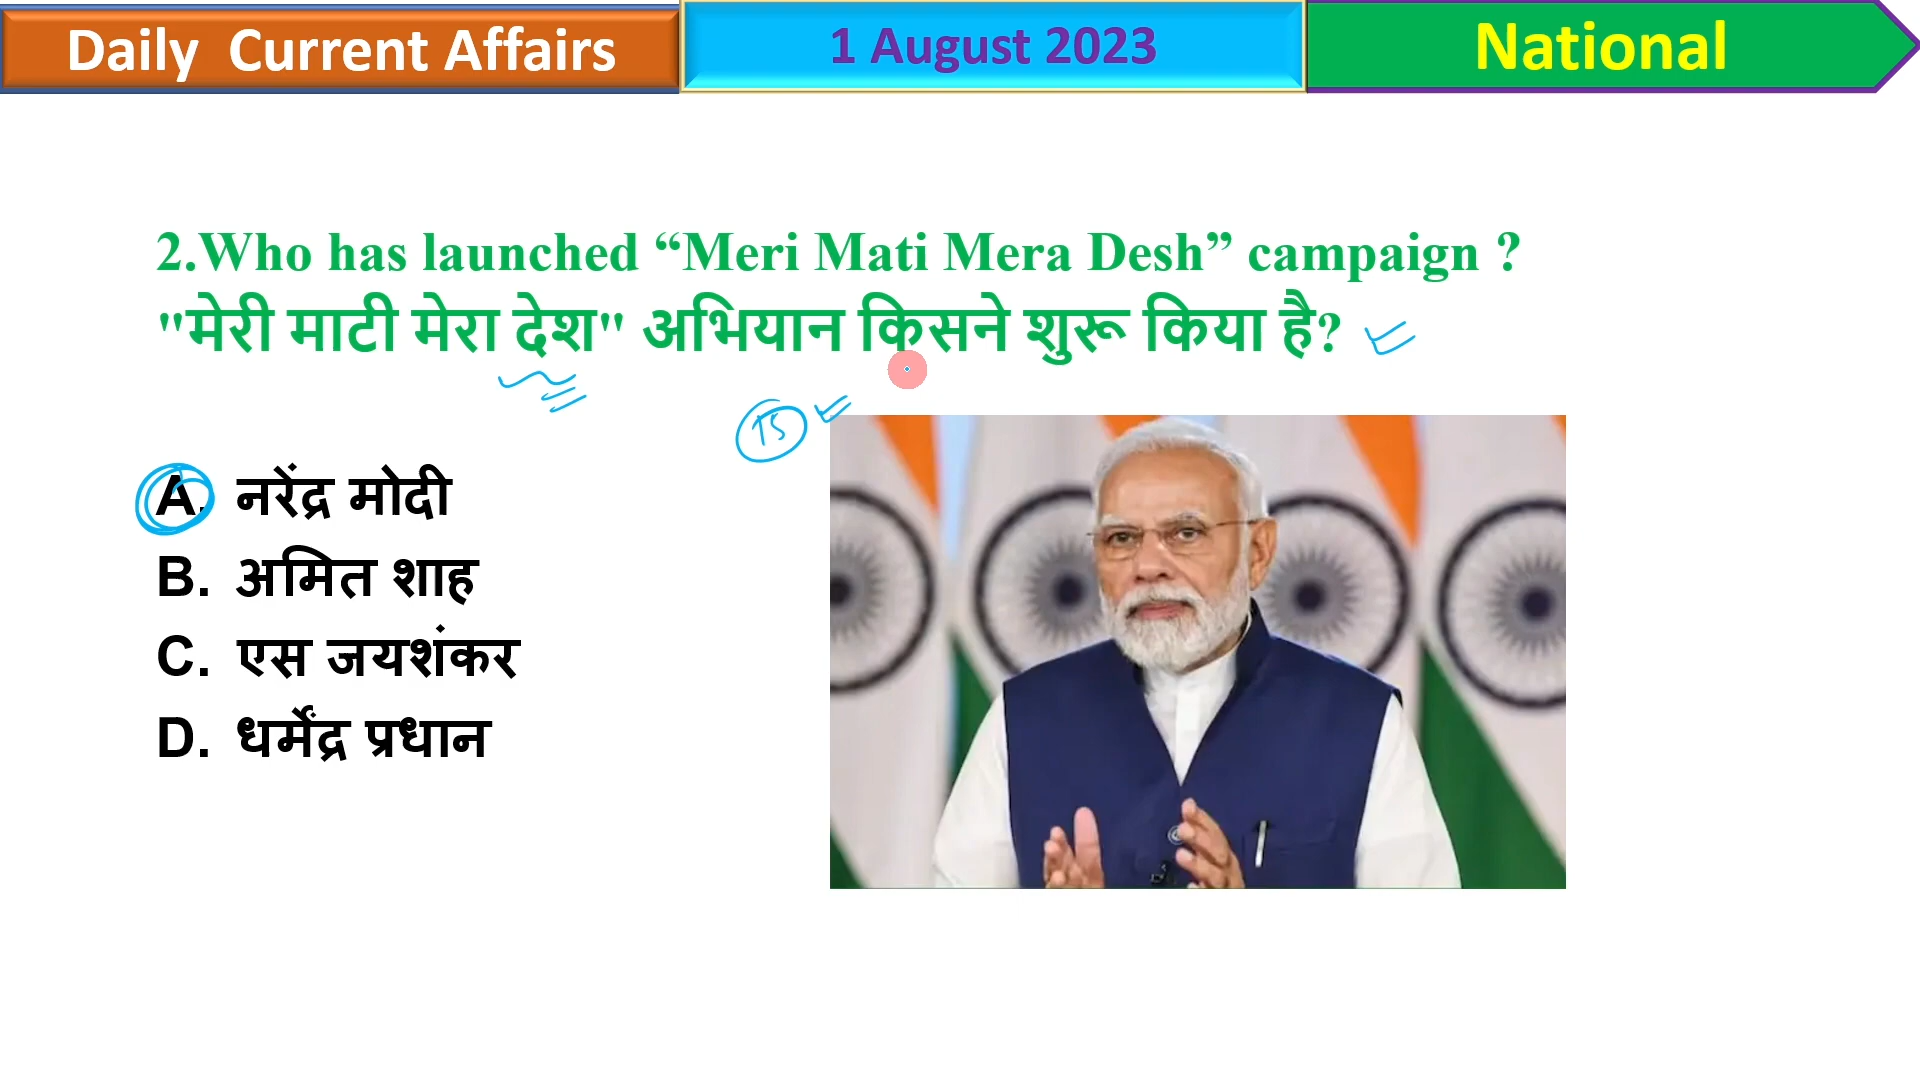 Daily Current Affairs
1 August 2023
National
2.Who has launched “Meri Mati Mera Desh” campaign ?
"मेरी माटी मेरा देश" अभियान किसने शुरू किया है?
15
A. नरेंद्र मोदी
B. अमित शाह
C. एस जयशंकर
D. धर्मेंद्र प्रधान